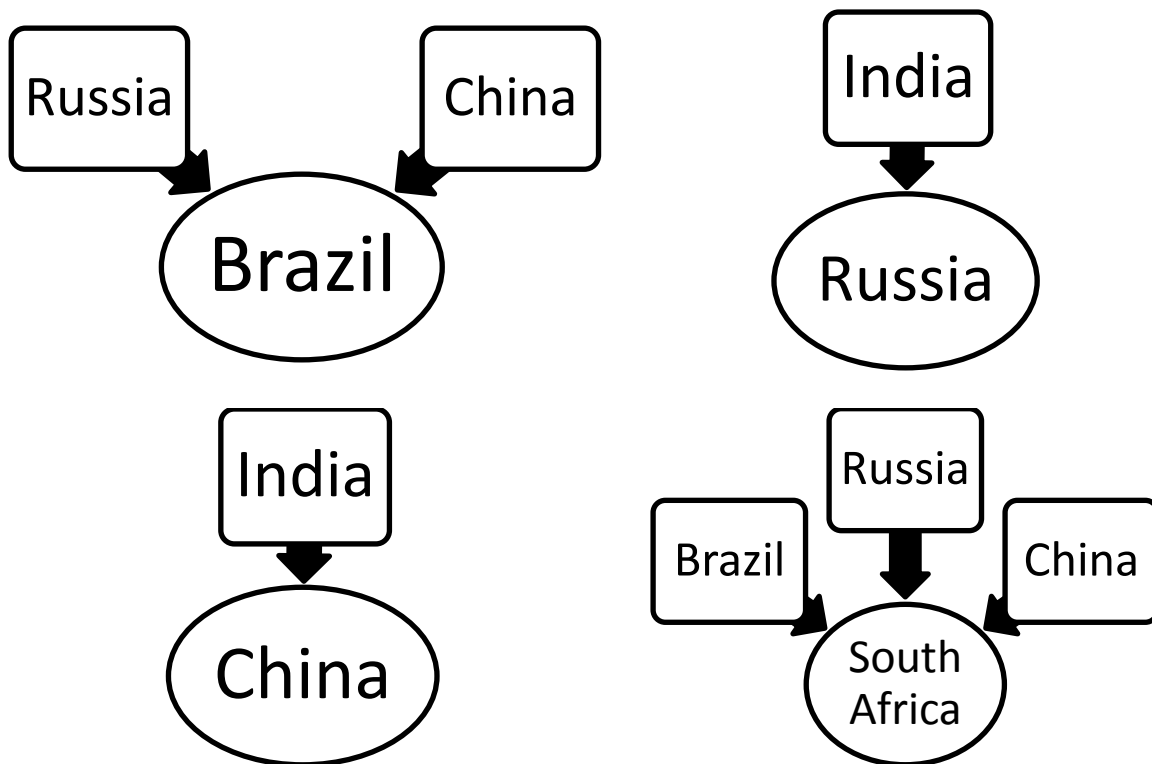 Russia
China
Brazil
India
Russia
India
China
Russia
Brazil
China
South
Africa